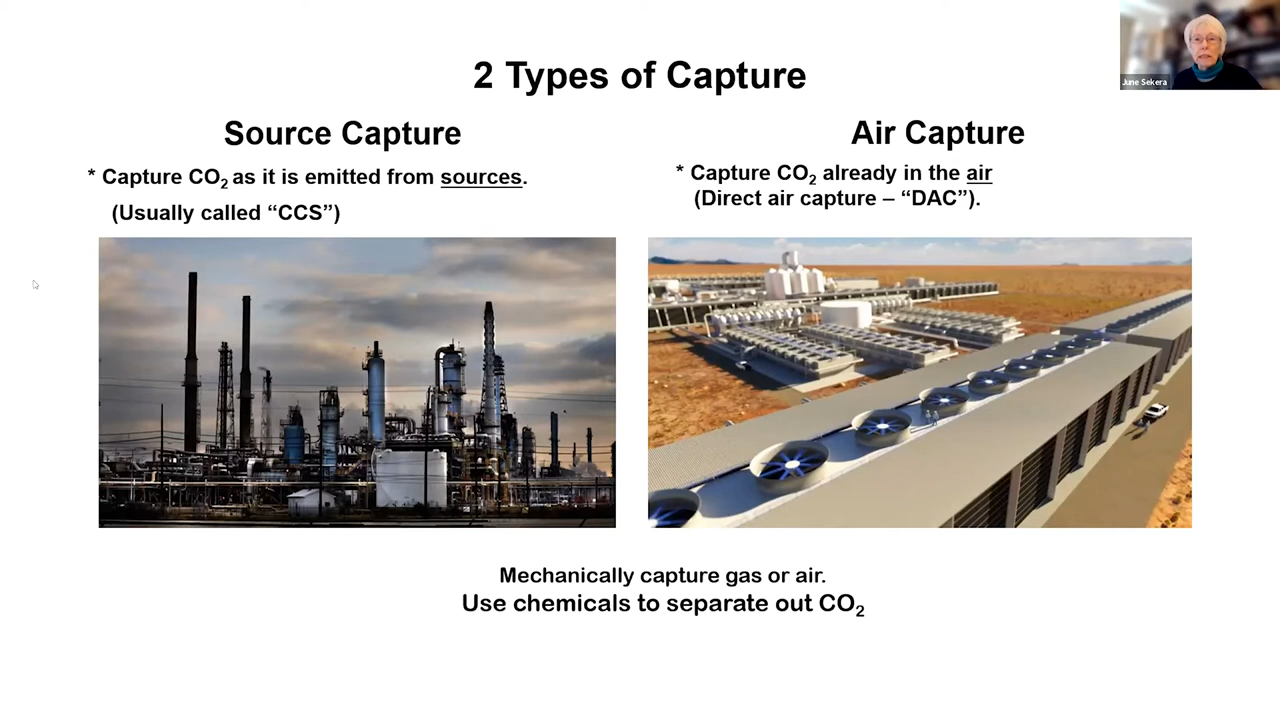 2 Types of Capture
Source Capture
* Capture CO₂ as it is emitted from sources.
(Usually called “CCS”)
Air Capture
* Capture CO₂ already in the air
(Direct air capture – “DAC”).
Mechanically capture gas or air.
Use chemicals to separate out CO₂
June Sekera